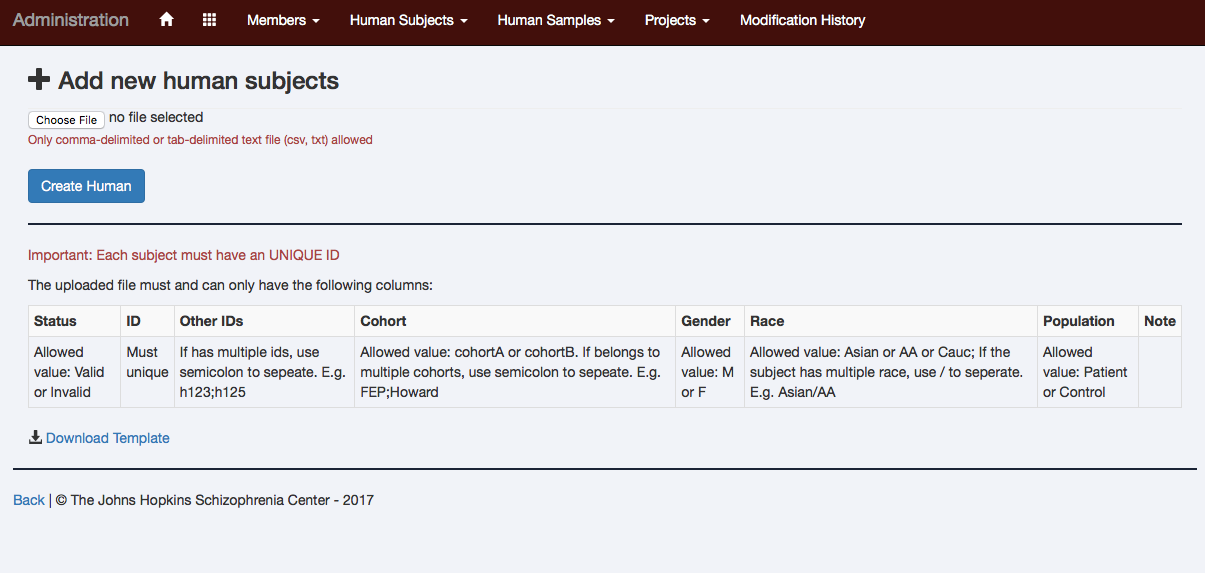 Administration Members Human Subjects Human Samples Projects Modification History
Add new human subjects
Choose File no file selected
Only comma-delimited or tab-delimited text file (csv, txt) allowed
Create Human
Important: Each subject must have an UNIQUE ID
The uploaded file must and can only have the following columns:
Status ID Other IDs Cohort Gender Race Population Note
Allowed Must If has multiple ids, use Allowed value: cohortA or cohortB. If belongs to Allowed Allowed value: Asian or AA or Cauc; If the Allowed
value: Valid unique semicolon to sepeate. E.g. multiple cohorts, use semicolon to sepeate. E.g. value: M subject has multiple race, use / to seperate. value: Patient
or Invalid h123;h125 FEP;Howard or F E.g. Asian/AA or Control
Download Template
Back | © The Johns Hopkins Schizophrenia Center - 2017